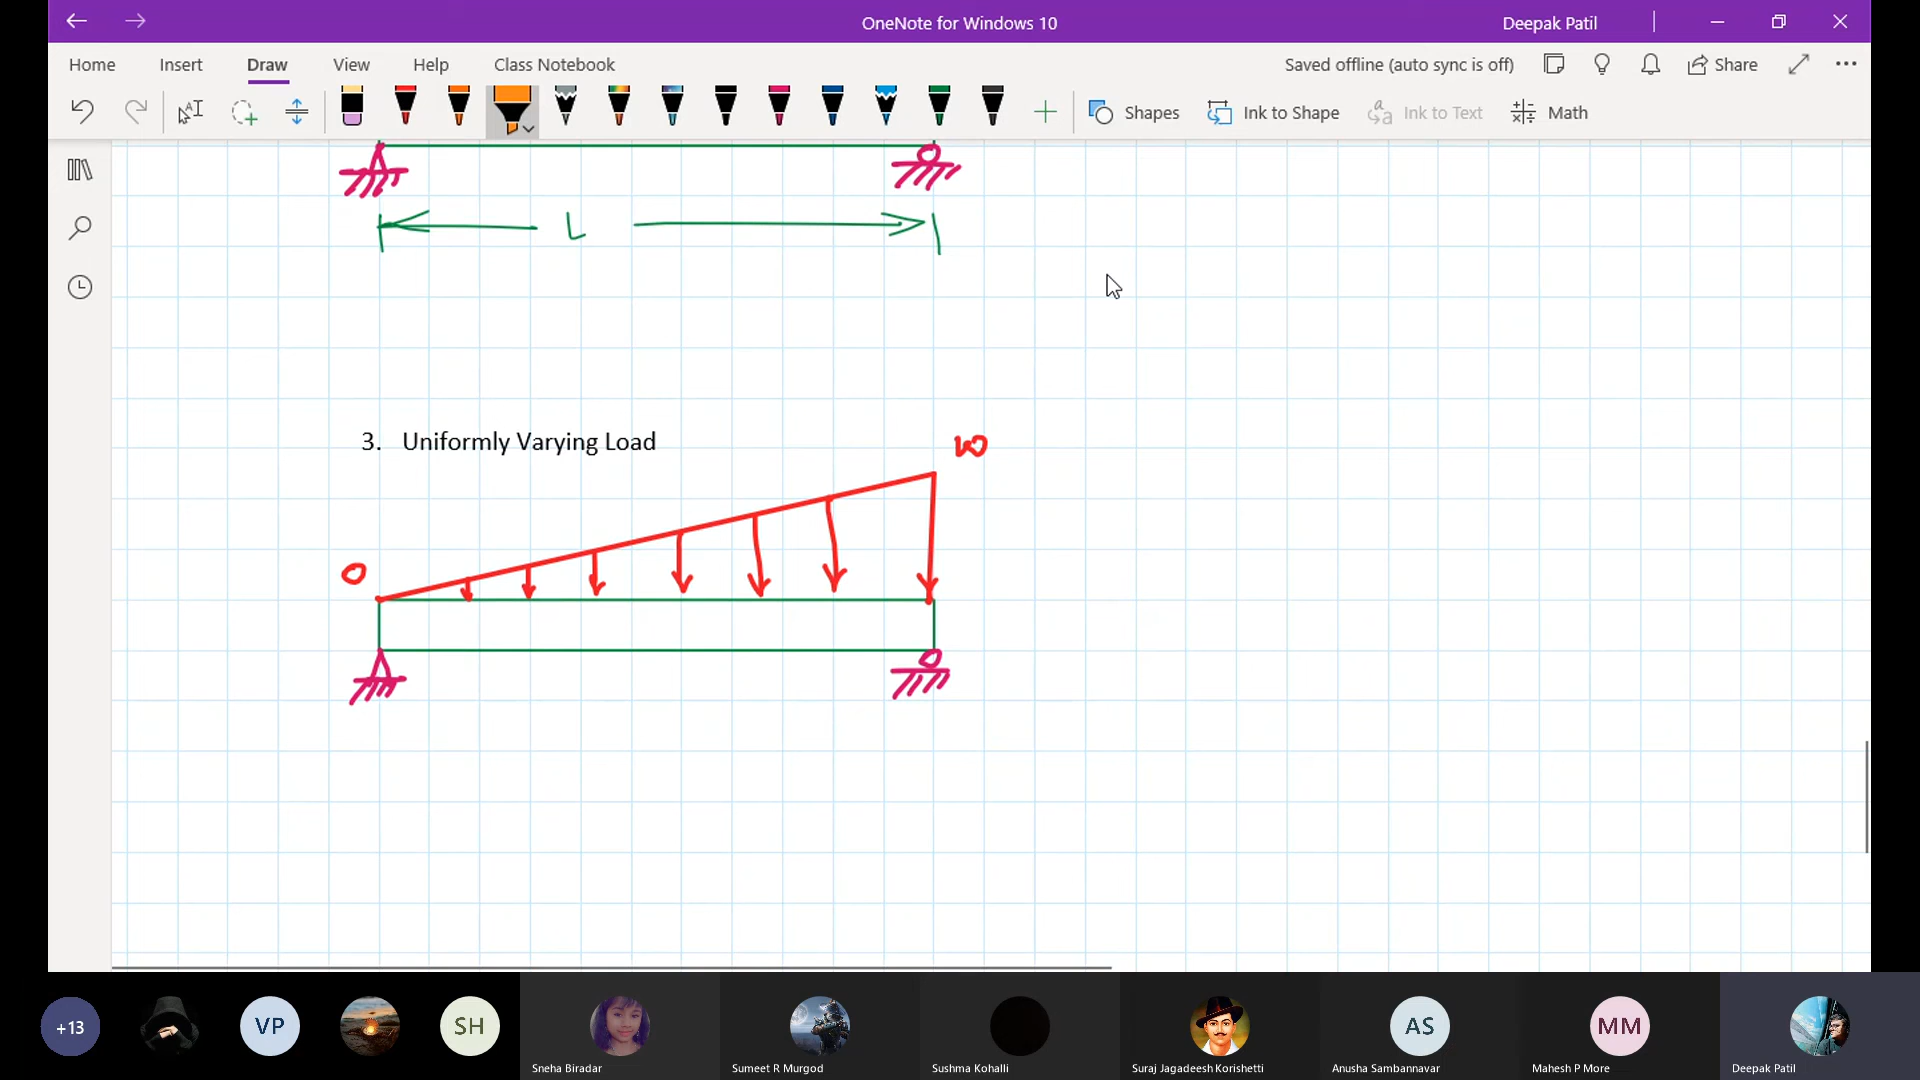 OneNote for Windows 10
Deepak Patil
Home Insert Draw View Help Class Notebook
Saved offline (auto sync is off)
Share
Shapes
Ink to Shape
Ink to Text
Math
L
3. Uniformly Varying Load
ω
0
+13
VP
SH
Sneha Biradar
Sumeet R Murgod
Sushma Kohalli
Suraj Jagadeesh Korishetti
AS
Anusha Sambannavar
MM
Mahesh P More
Deepak Patil